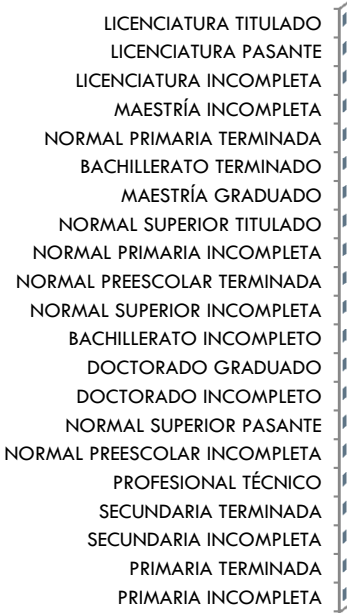 LICENCIATURA TITULADO
LICENCIATURA PASANTE
LICENCIATURA INCOMPLETA
MAESTRÍA INCOMPLETA
NORMAL PRIMARIA TERMINADA
BACHILLERATO TERMINADO
MAESTRÍA GRADUADO
NORMAL SUPERIOR TITULADO
NORMAL PRIMARIA INCOMPLETA
NORMAL PREESCOLAR TERMINADA
NORMAL SUPERIOR INCOMPLETA
BACHILLERATO INCOMPLETO
DOCTORADO GRADUADO
DOCTORADO INCOMPLETO
NORMAL SUPERIOR PASANTE
NORMAL PREESCOLAR INCOMPLETA
PROFESIONAL TÉCNICO
SECUNDARIA TERMINADA
SECUNDARIA INCOMPLETA
PRIMARIA TERMINADA
PRIMARIA INCOMPLETA